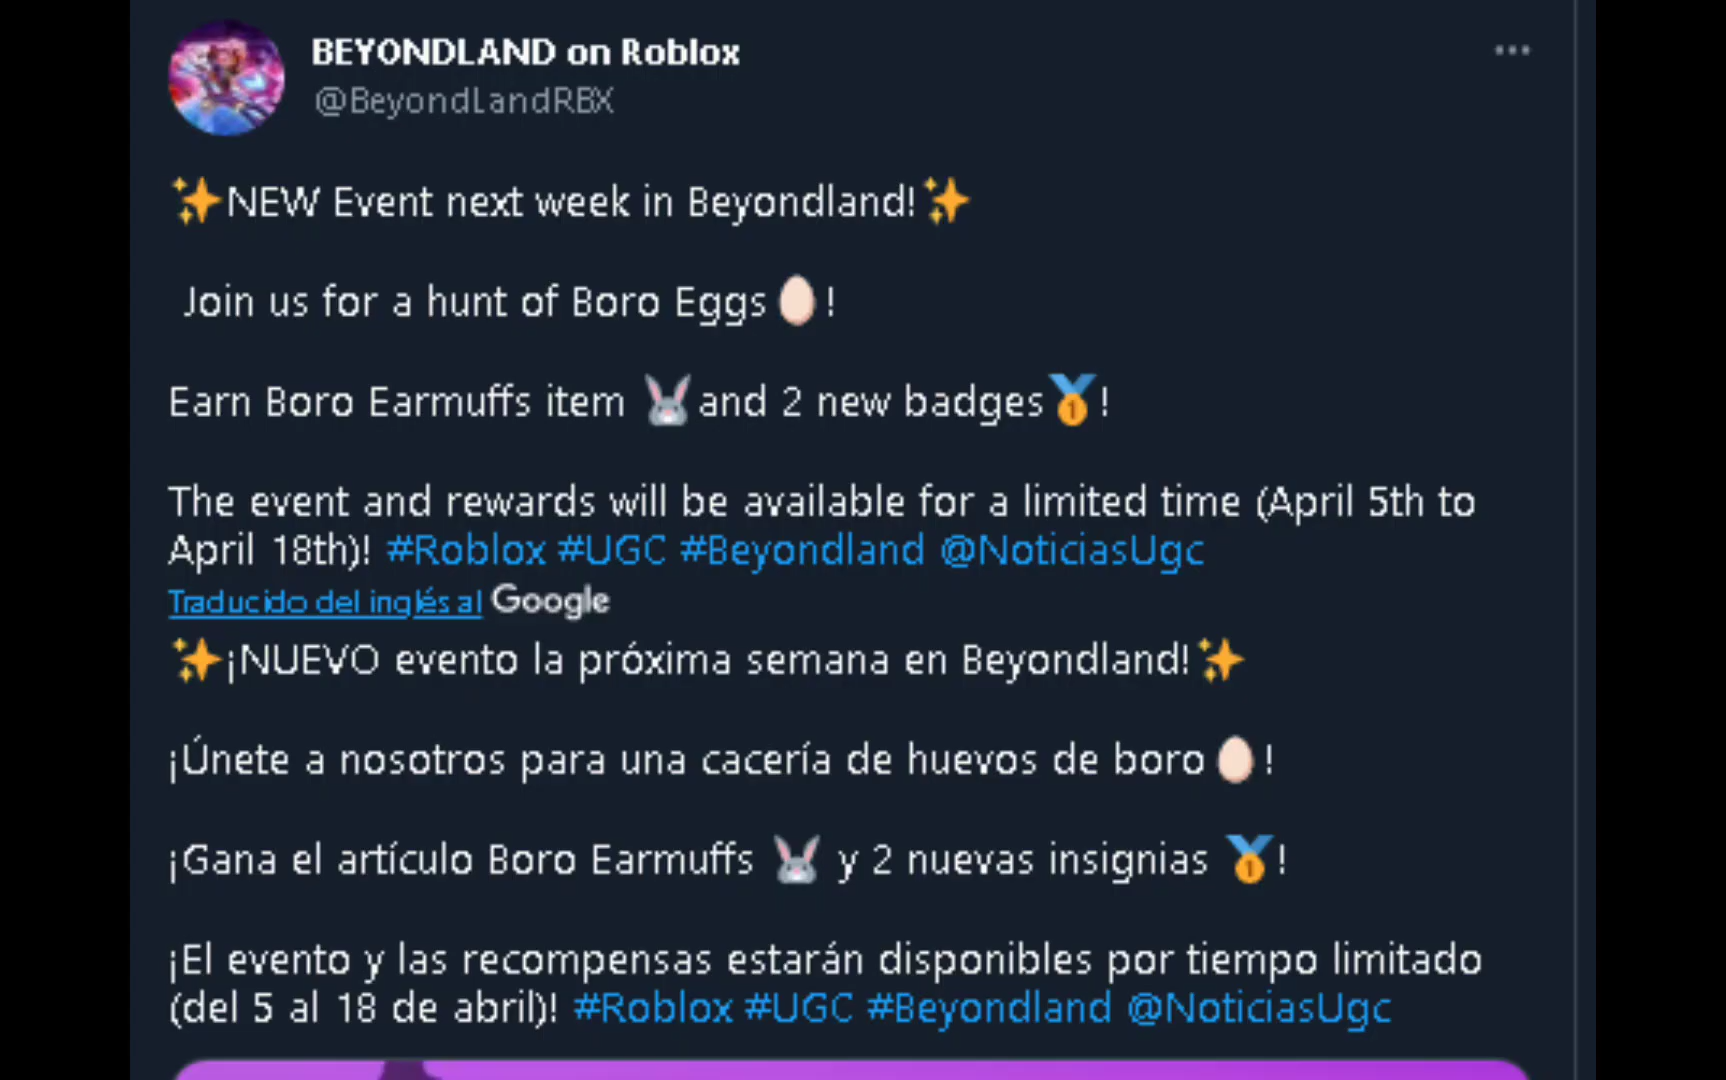 BEYONDLAND on Roblox
@BeyondLandRBX
✨NEW Event next week in Beyondland!✨
Join us for a hunt of Boro Eggs🥚!
Earn Boro Earmuffs item 🐰and 2 new badges🥇!
The event and rewards will be available for a limited time (April 5th to
April 18th)! #Roblox #UGC #Beyondland @NoticiasUgc
Traducido del inglés al Google
✨¡NUEVO evento la próxima semana en Beyondland!✨
¡Únete a nosotros para una cacería de huevos de boro🥚!
¡Gana el artículo Boro Earmuffs 🐰 y 2 nuevas insignias 🥇!
¡El evento y las recompensas estarán disponibles por tiempo limitado
(del 5 al 18 de abril)! #Roblox #UGC #Beyondland @NoticiasUgc